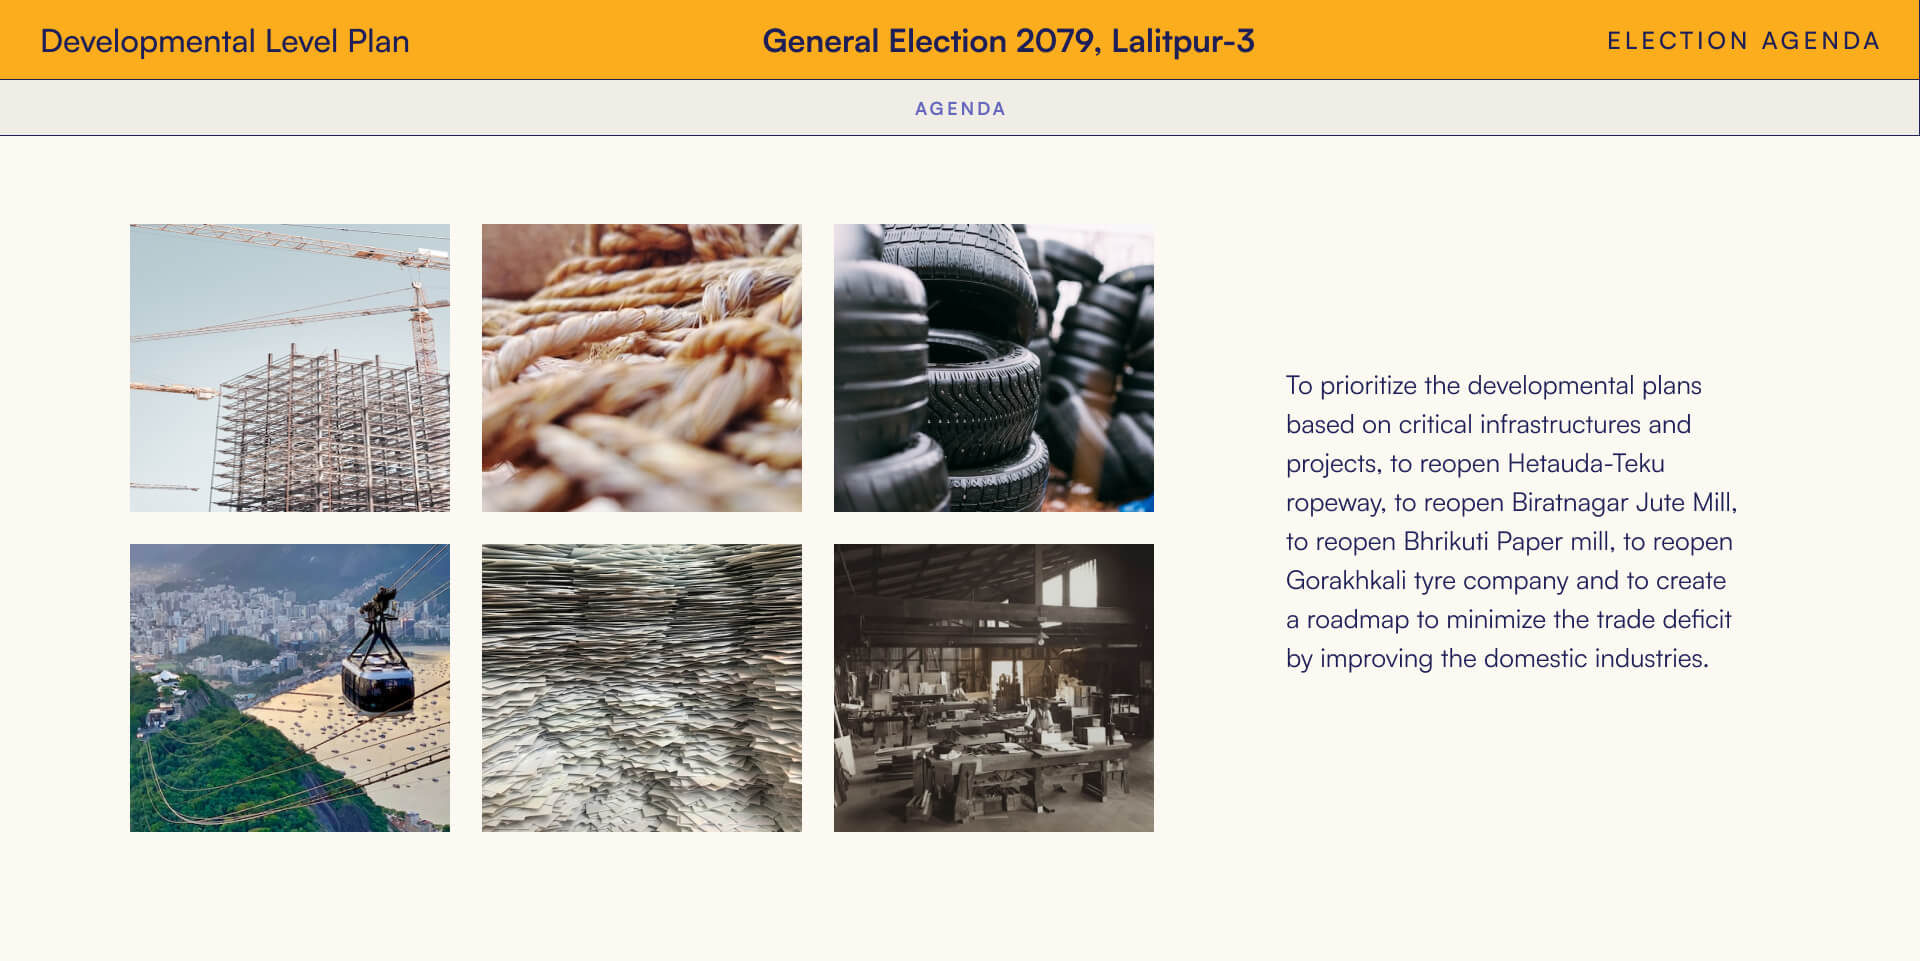 Developmental Level Plan
General Election 2079, Lalitpur-3
ELECTION AGENDA
AGENDA
To prioritize the developmental plans
based on critical infrastructures and
projects, to reopen Hetauda-Teku
ropeway, to reopen Biratnagar Jute Mill,
to reopen Bhrikuti Paper mill, to reopen
Gorakhkali tyre company and to create
a roadmap to minimize the trade deficit
by improving the domestic industries.